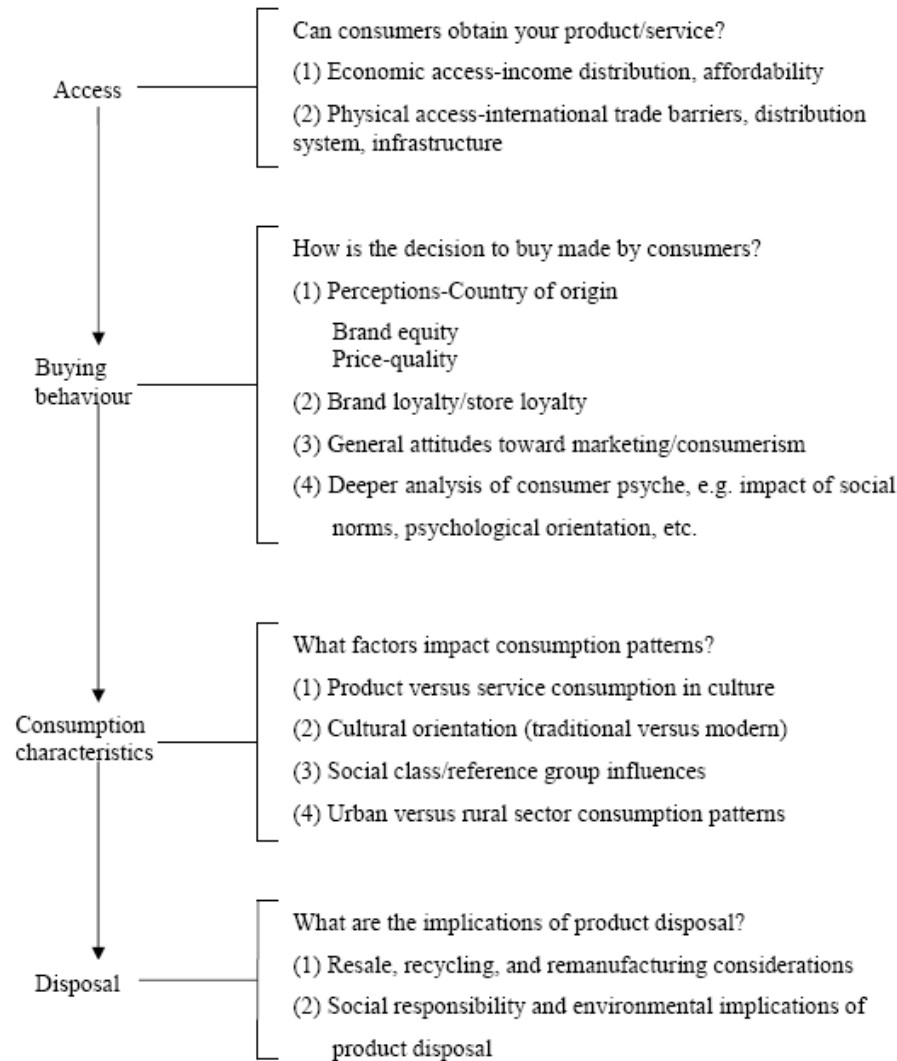 Access
Can consumers obtain your product/service?
(1) Economic access-income distribution, affordability
(2) Physical access-international trade barriers, distribution
system, infrastructure
Buying
behaviour
How is the decision to buy made by consumers?
(1) Perceptions-Country of origin
Brand equity
Price-quality
(2) Brand loyalty/store loyalty
(3) General attitudes toward marketing/consumerism
(4) Deeper analysis of consumer psyche, e.g. impact of social
norms, psychological orientation, etc.
Consumption
characteristics
What factors impact consumption patterns?
(1) Product versus service consumption in culture
(2) Cultural orientation (traditional versus modern)
(3) Social class/reference group influences
(4) Urban versus rural sector consumption patterns
Disposal
What are the implications of product disposal?
(1) Resale, recycling, and remanufacturing considerations
(2) Social responsibility and environmental implications of
product disposal